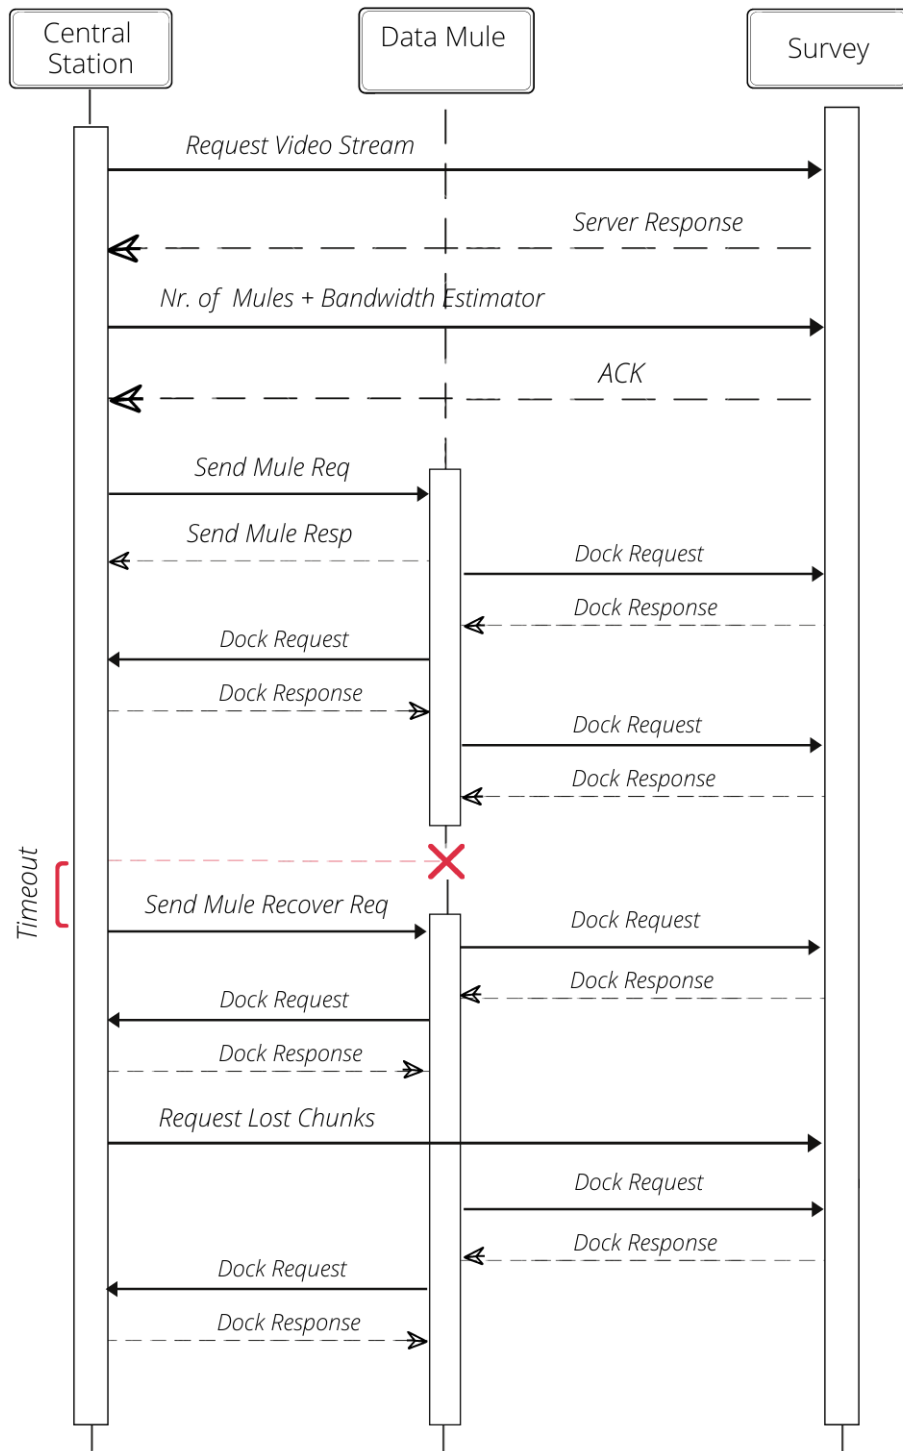 Central
Station
Data Mule
Survey
Request Video Stream
Server Response
Nr. of Mules + Bandwidth Estimator
ACK
Send Mule Req
Send Mule Resp
Dock Request
Dock Response
Dock Request
Dock Response
Dock Request
Dock Response
Timeout
Send Mule Recover Req
Dock Request
Dock Response
Dock Request
Dock Response
Request Lost Chunks
Dock Request
Dock Response
Dock Request
Dock Response